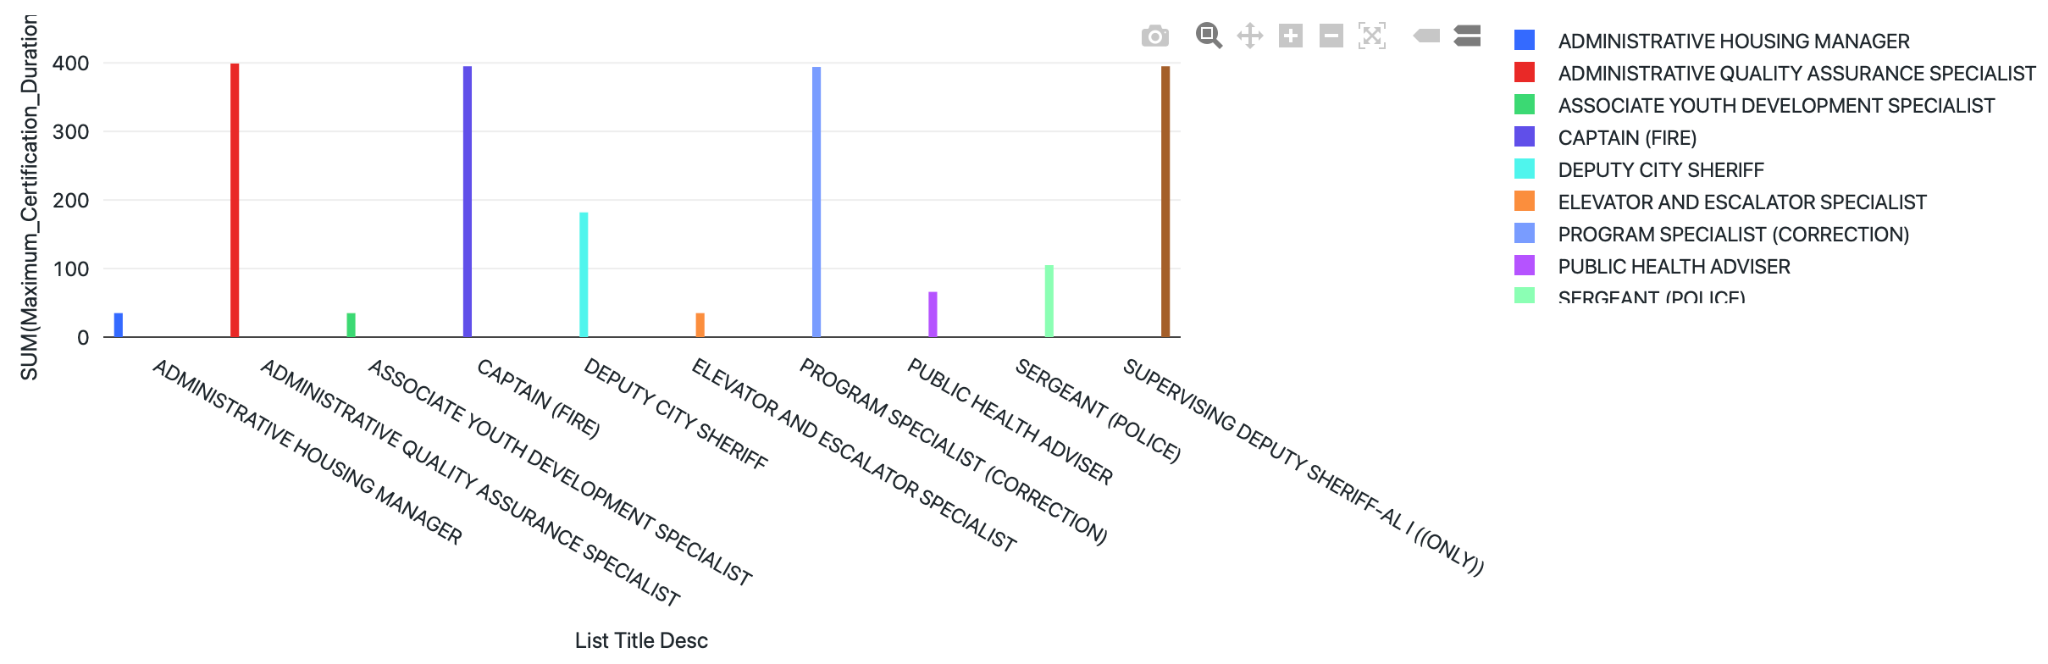 SUM(Maximum_Certification_Duration
400
300
200
100
0
ADMINISTRATIVE HOUSING MANAGER
ADMINISTRATIVE QUALITY ASSURANCE SPECIALIST
ASSOCIATE YOUTH DEVELOPMENT SPECIALIST
CAPTAIN (FIRE)
DEPUTY CITY SHERIFF
ELEVATOR AND ESCALATOR SPECIALIST
PROGRAM SPECIALIST (CORRECTION)
PUBLIC HEALTH ADVISER
SERGEANT (POLICE)
SUPERVISING DEPUTY SHERIFF-AL I ((ONLY))
List Title Desc
ADMINISTRATIVE HOUSING MANAGER
ADMINISTRATIVE QUALITY ASSURANCE SPECIALIST
ASSOCIATE YOUTH DEVELOPMENT SPECIALIST
CAPTAIN (FIRE)
DEPUTY CITY SHERIFF
ELEVATOR AND ESCALATOR SPECIALIST
PROGRAM SPECIALIST (CORRECTION)
PUBLIC HEALTH ADVISER
SERGEANT (POLICE)